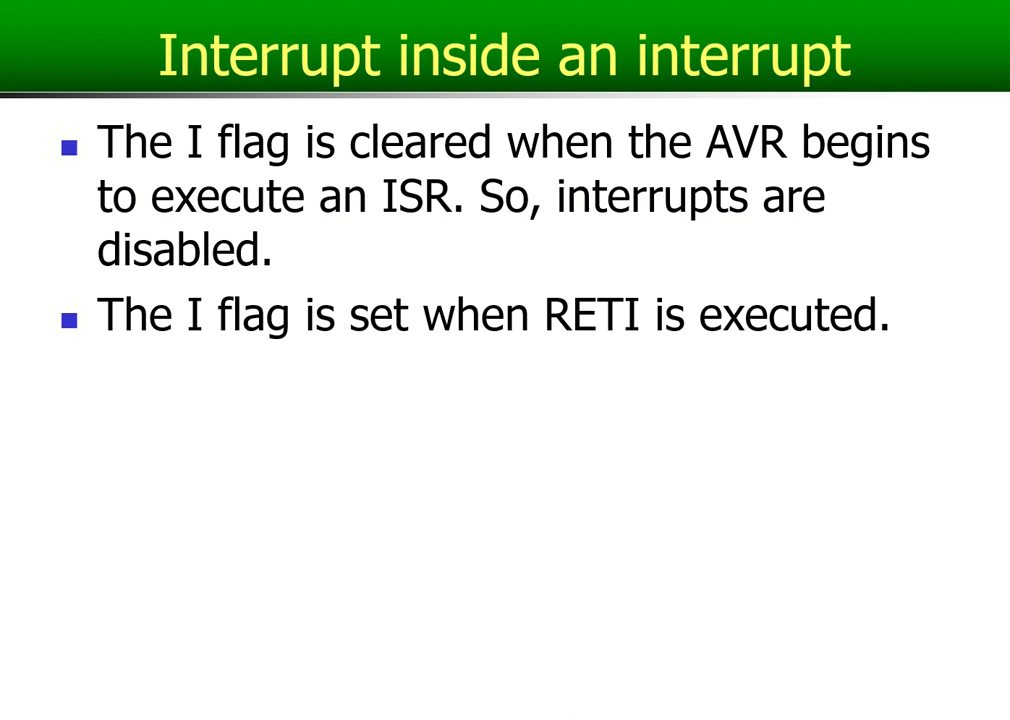 Interrupt inside an interrupt
The I flag is cleared when the AVR begins
to execute an ISR. So, interrupts are
disabled.
The I flag is set when RETI is executed.